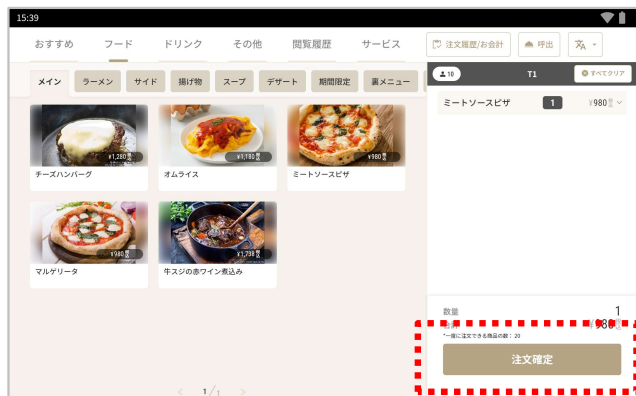 15:39
おすすめ フード ドリンク その他 閲覧履歴 サービス 注文履歴/お会計 呼出
メイン ラーメン サイド 揚げ物 スープ デザート 期間限定 裏メニュー
10 T1 すべてクリア
ミートソースピザ 1 ¥980
¥1,280
チーズハンバーグ
¥1,180
オムライス
¥980
ミートソースピザ
¥980
マルゲリータ
¥1,738
牛スジの赤ワイン煮込み
数量 1
¥980
*一度に注文できる商品の数: 20
注文確定
< 1/1 >